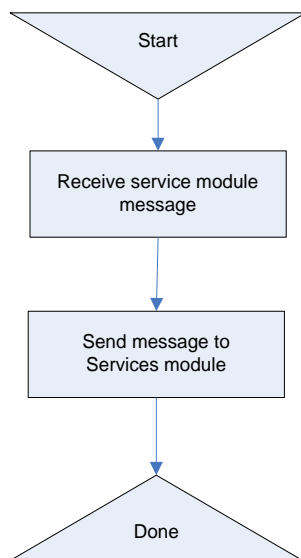 Start
Receive service module
message
Send message to
Services module
Done